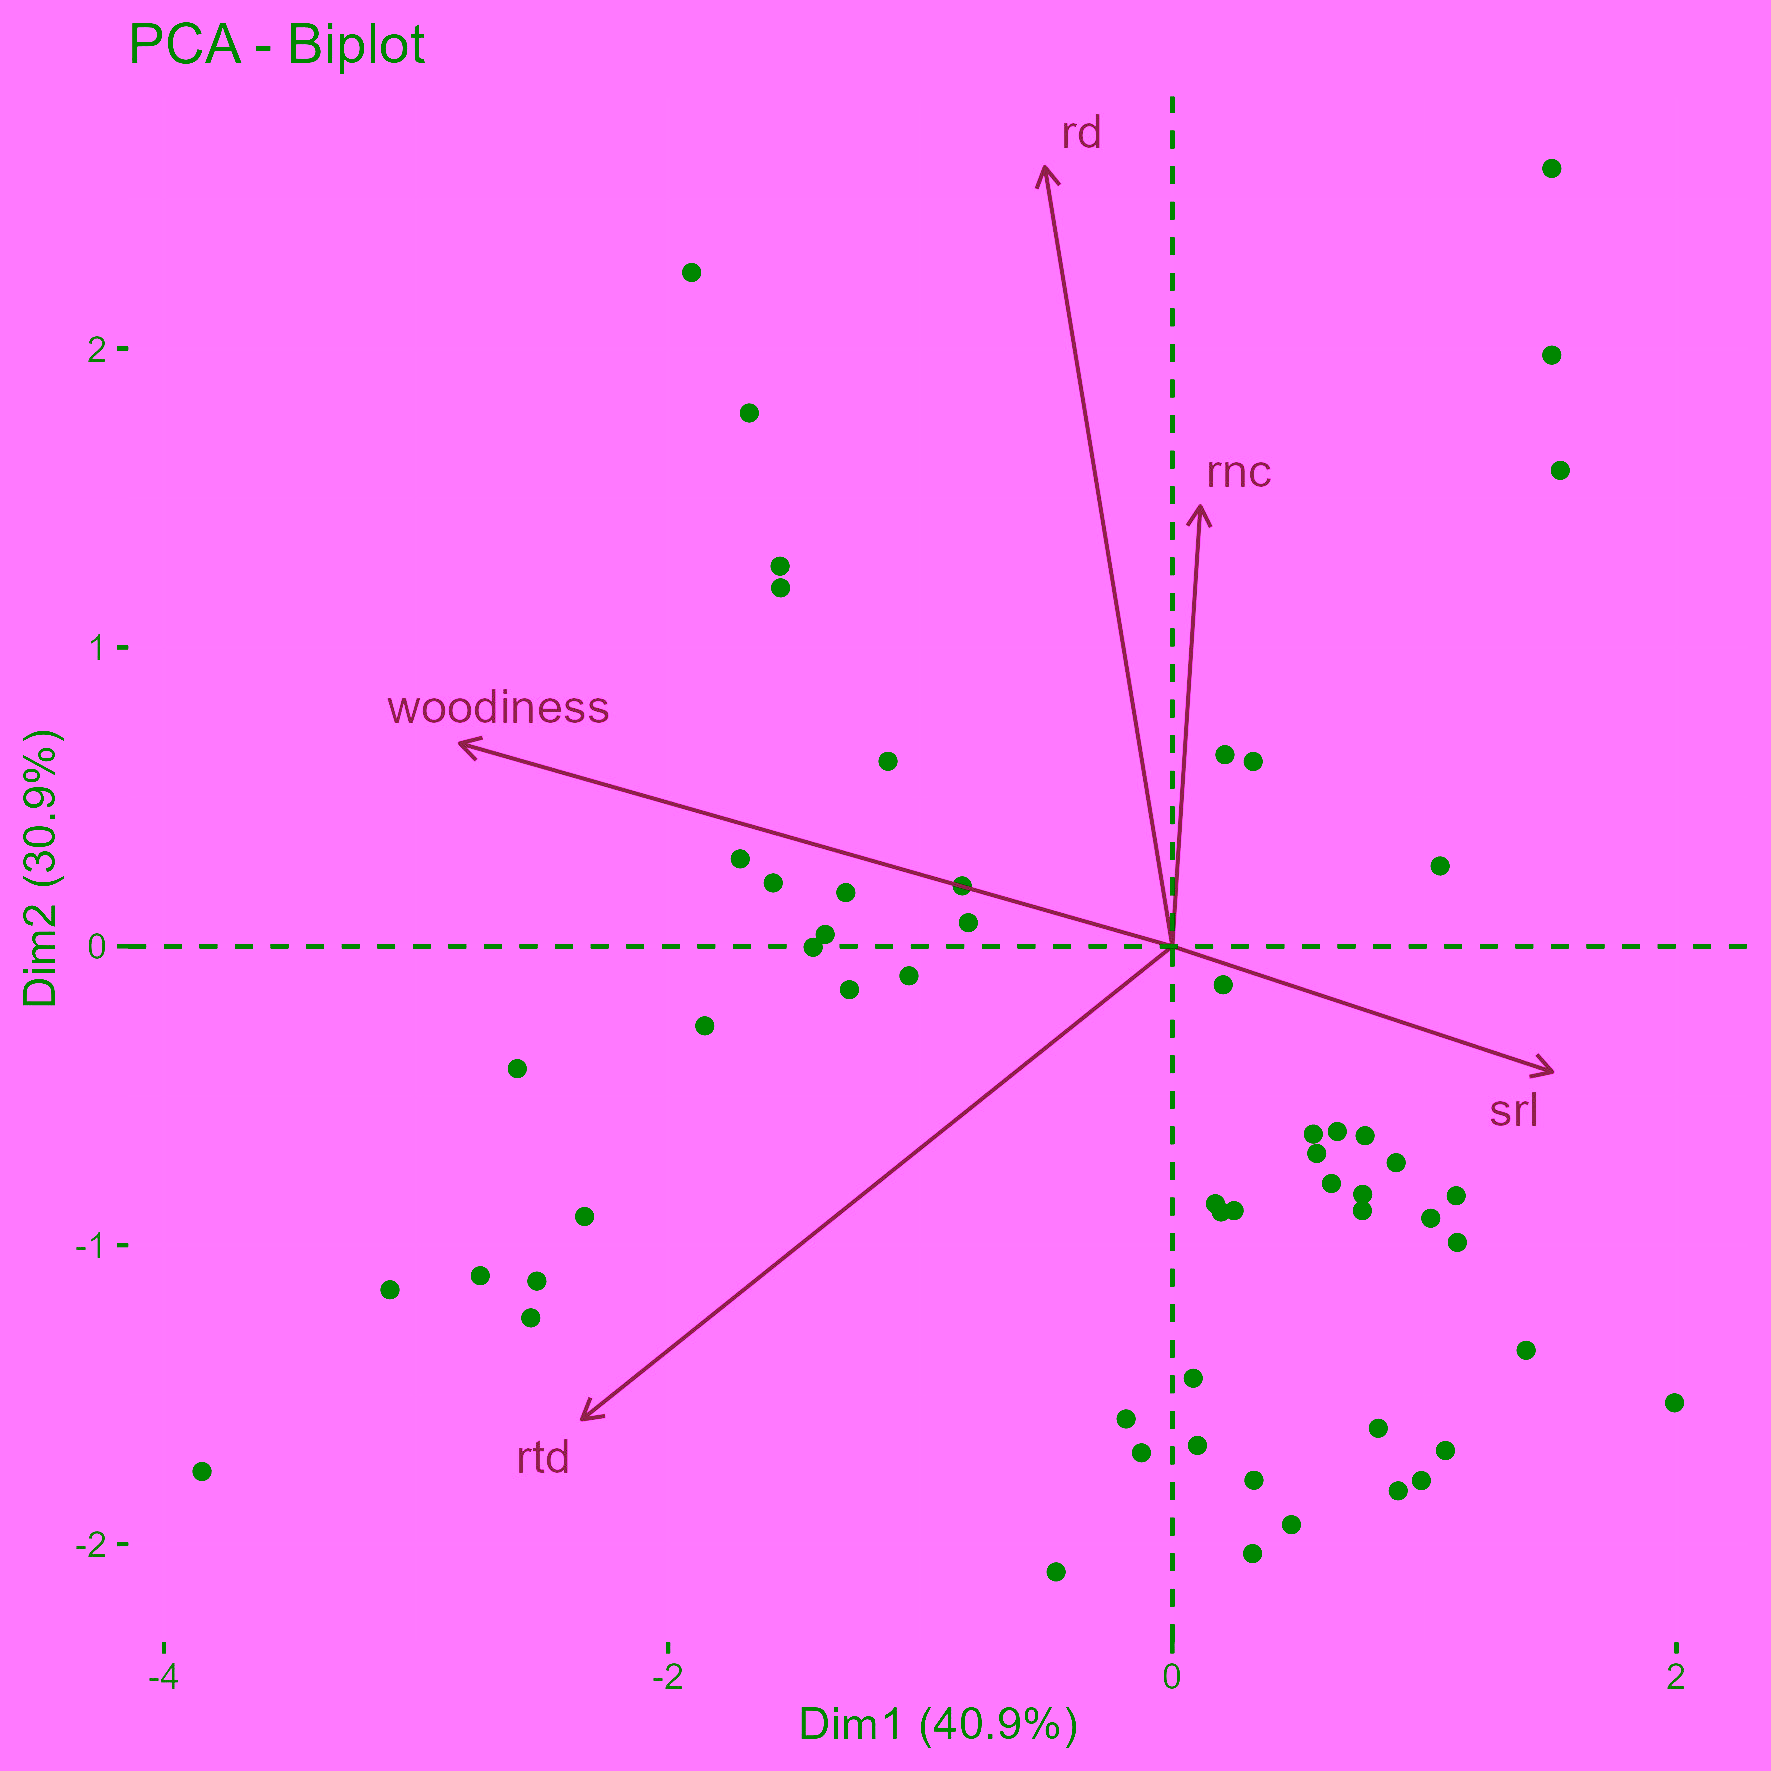 PCA - Biplot
rd
2
rnc
1
woodiness
Dim2 (30.9%)
0
srl
-1
rtd
-2
-4 -2 0 2
Dim1 (40.9%)